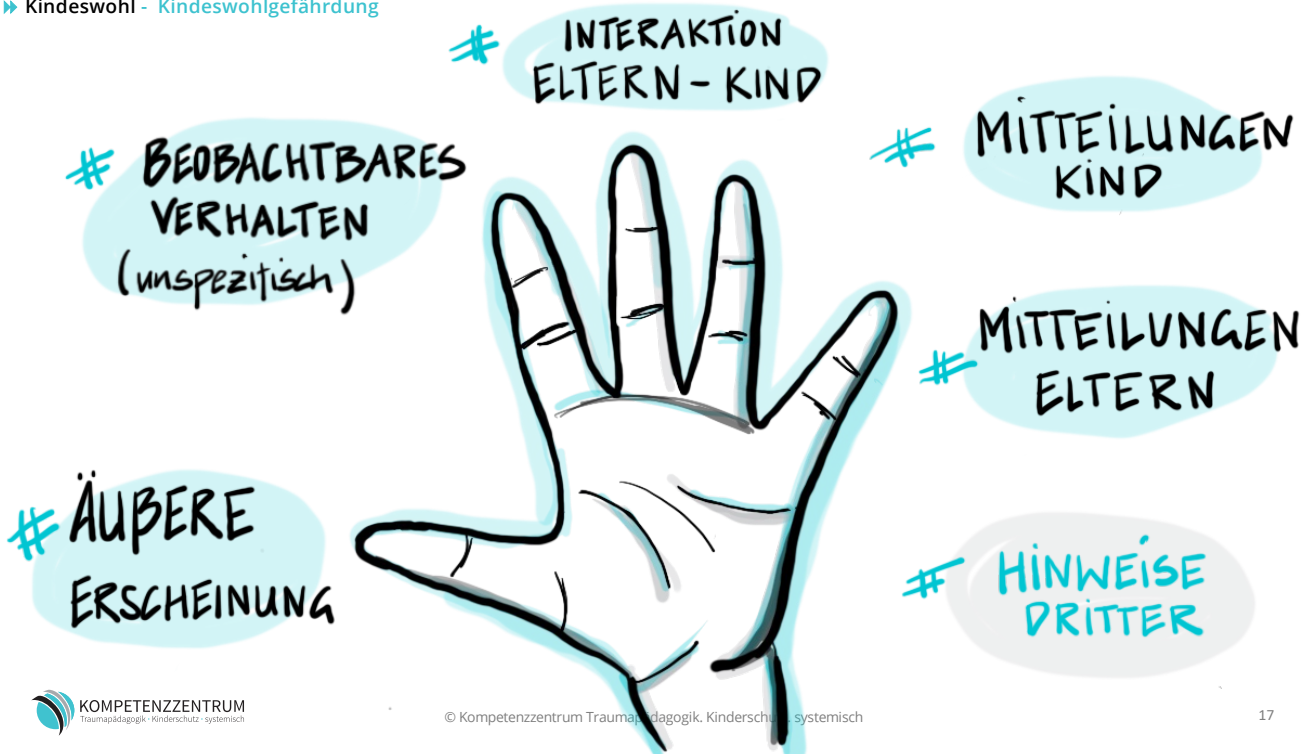 Kindeswohl - Kindeswohlgefährdung
# INTERAKTION
ELTERN - KIND
# BEOBACHTBARES
VERHALTEN
(unspezifisch)
# MITTEILUNGEN
KIND
# MITTEILUNGEN
ELTERN
# ÄUßERE
ERSCHEINUNG
# HINWEISE
DRITTER
KOMPETENZZENTRUM
Traumapädagogik · Kinderschutz · systemisch
© Kompetenzzentrum Traumapädagogik. Kinderschutz. systemisch
17